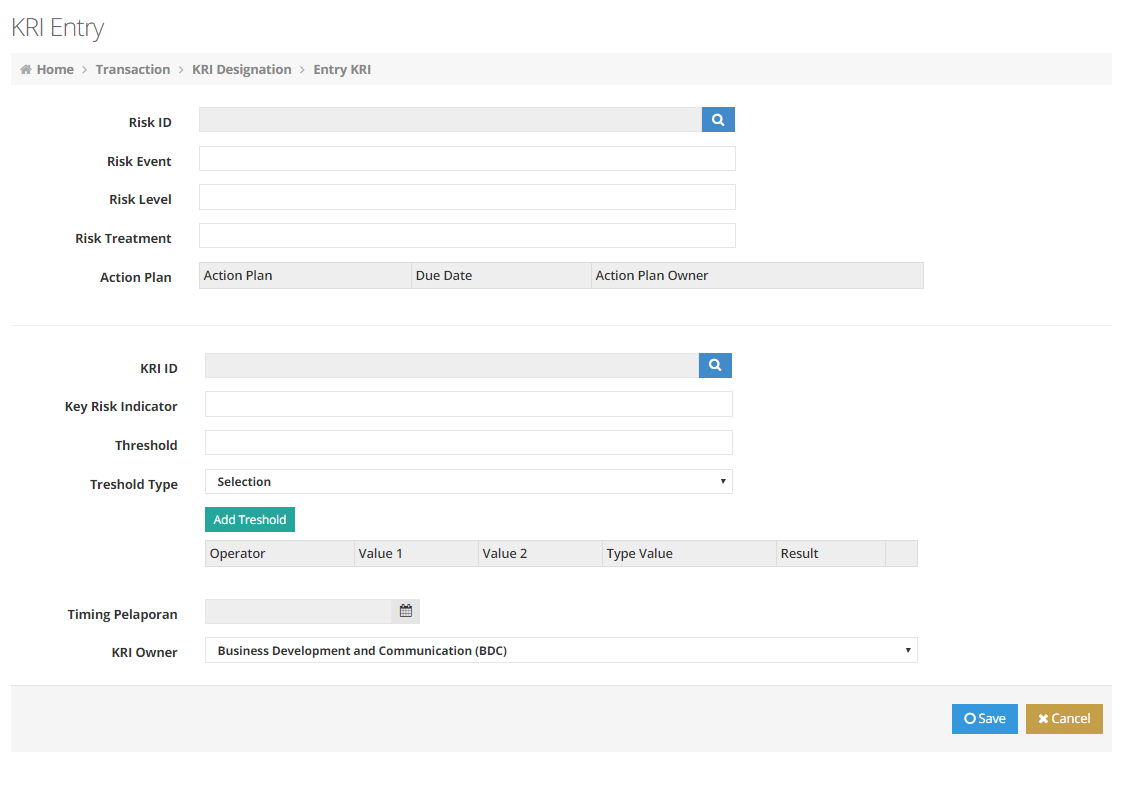 KRI Entry
Home > Transaction > KRI Designation > Entry KRI
Risk ID
Risk Event
Risk Level
Risk Treatment
Action Plan Action Plan Due Date Action Plan Owner
KRI ID
Key Risk Indicator
Threshold
Treshold Type Selection
Add Treshold
Operator Value 1 Value 2 Type Value Result
Timing Pelaporan
KRI Owner Business Development and Communication (BDC)
Save Cancel